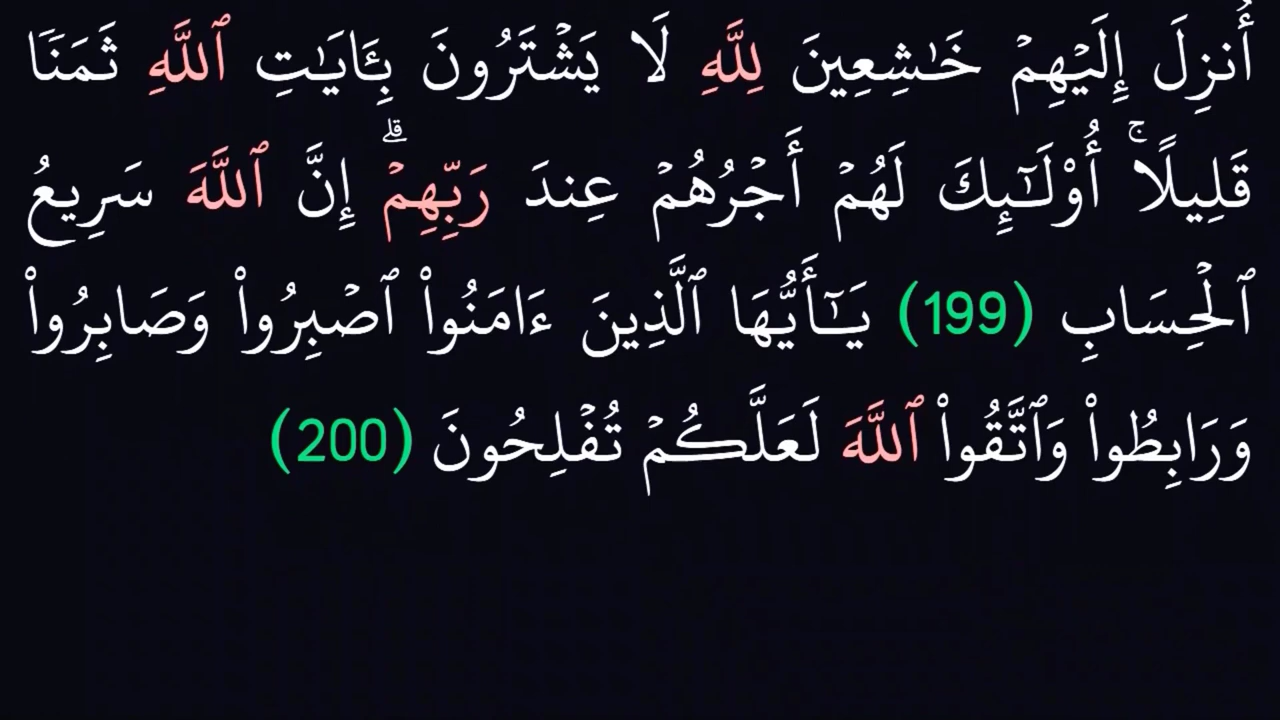 أُنزِلَ إِلَيۡهِمۡ خَٰشِعِينَ لِلَّهِ لَا يَشۡتَرُونَ بِـَٔايَٰتِ ٱللَّهِ ثَمَنٗا
قَلِيلًاۚ أُوْلَٰٓئِكَ لَهُمۡ أَجۡرُهُمۡ عِندَ رَبِّهِمۡۗ إِنَّ ٱللَّهَ سَرِيعُ
ٱلۡحِسَابِ (199) يَٰٓأَيُّهَا ٱلَّذِينَ ءَامَنُواْ ٱصۡبِرُواْ وَصَابِرُواْ
وَرَابِطُواْ وَٱتَّقُواْ ٱللَّهَ لَعَلَّكُمۡ تُفۡلِحُونَ (200)